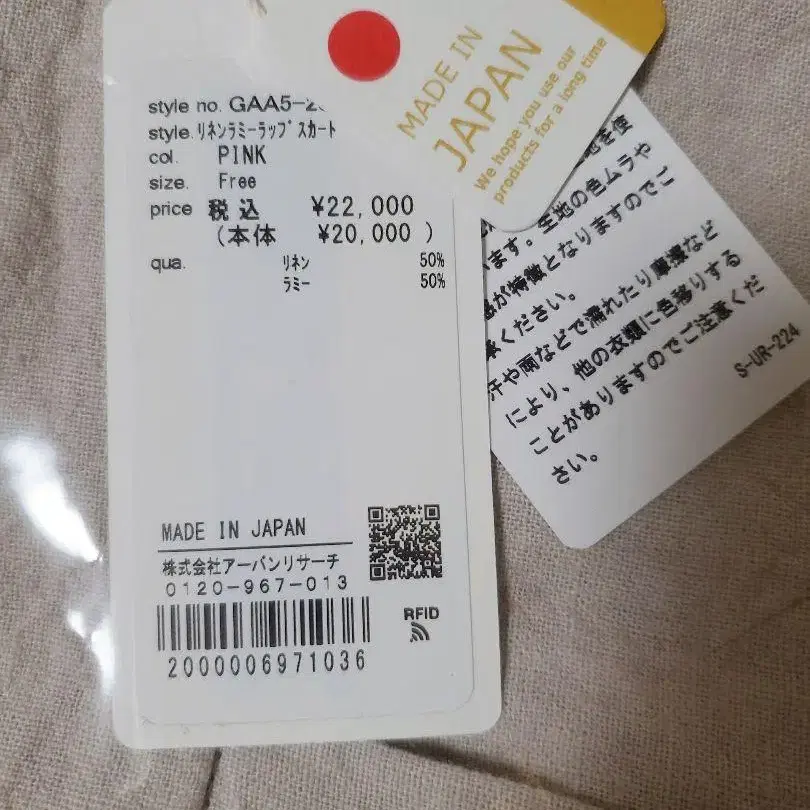 style no. GAA5-2
style.リネンラミーラップスカート
col. PINK
size. Free
price 税込 ¥22,000
(本体 ¥20,000 )
qua. リネン 50%
ラミー 50%
MADE IN JAPAN
株式会社アーバンリサーチ
0120-967-013
RFID
2000006971036
MADE IN
JAPAN
We hope you use our
products for a long time
を使
ます。生地の色ムラや
感が特徴となりますのでご
承ください。
汗や雨などで濡れたり摩擦など
により、他の衣類に色移りする
ことがありますのでご注意くだ
さい。
S-UR-224